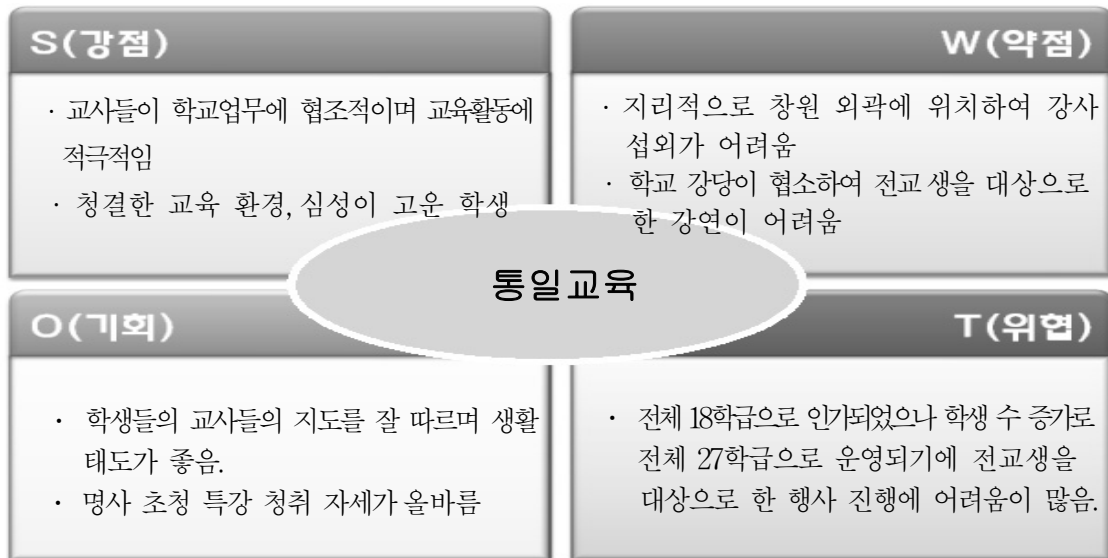 S(강점)
· 교사들이 학교업무에 협조적이며 교육활동에
적극적임
· 청결한 교육 환경, 심성이 고운 학생
W(약점)
· 지리적으로 창원 외곽에 위치하여 강사
섭외가 어려움
· 학교 강당이 협소하여 전교생을 대상으로
한 강연이 어려움
통일교육
O(기회)
· 학생들의 교사들의 지도를 잘 따르며 생활
태도가 좋음.
· 명사 초청 특강 청취 자세가 올바름
T(위협)
· 전체 18학급으로 인가되었으나 학생 수 증가로
전체 27학급으로 운영되기에 전교생을
대상으로 한 행사 진행에 어려움이 많음.